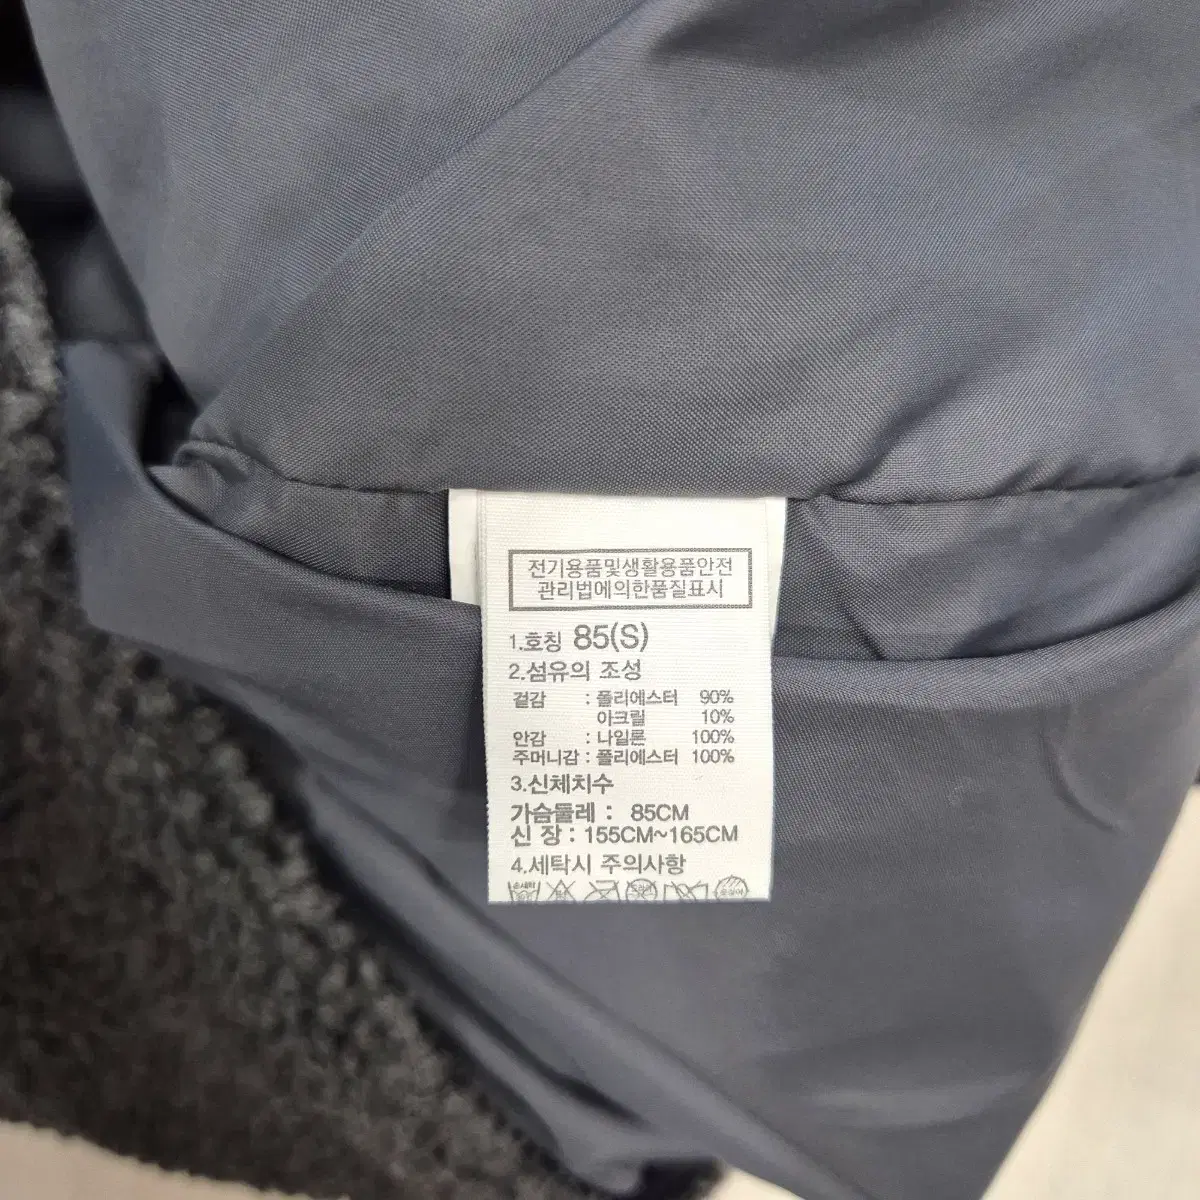 전기용품및생활용품안전
관리법에의한품질표시
1.호칭 85(S)
2.섬유의 조성
겉감 : 폴리에스터 90%
아크릴 10%
안감 : 나일론 100%
주머니감 : 폴리에스터 100%
3.신체치수
가슴둘레 : 85CM
신 장 : 155CM~165CM
4.세탁시 주의사항
손세탁